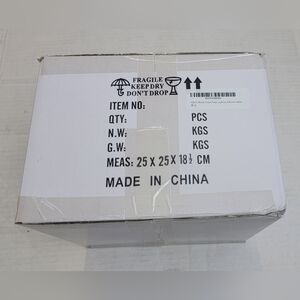 FRAGILE
KEEP DRY
DON'T DROP
ITEM NO:
QTY: PCS
N.W: KGS
G.W: KGS
MEAS: 25 X 25 X 18½ CM
MADE IN CHINA